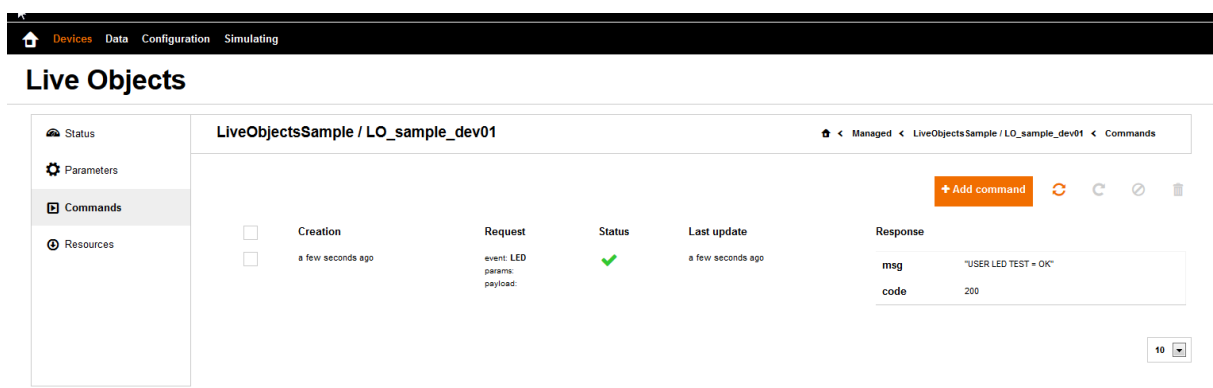 Devices Data Configuration Simulating
Live Objects
Status
Parameters
Commands
Resources
LiveObjectsSample / LO_sample_dev01
Managed < LiveObjectsSample / LO_sample_dev01 < Commands
+ Add command
Creation Request Status Last update Response
a few seconds ago event: LED a few seconds ago msg "USER LED TEST = OK"
params:
payload:
code 200
10